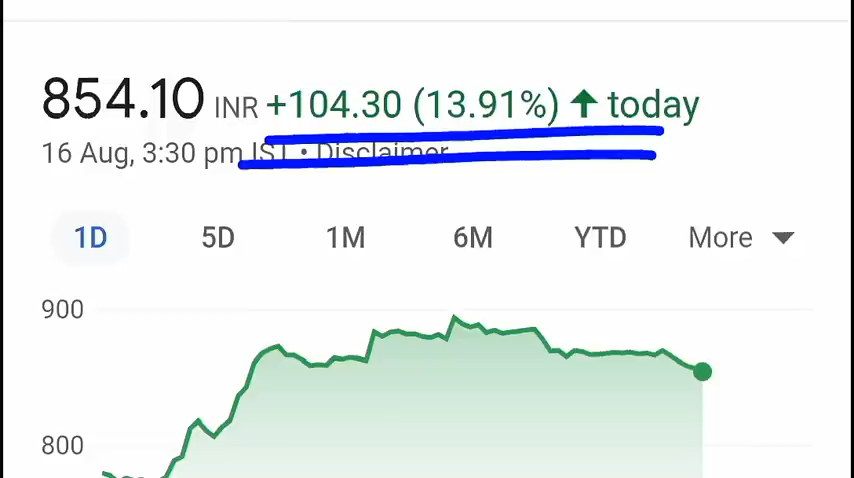 854.10 INR +104.30 (13.91%) ↑ today
16 Aug, 3:30 pm IST • Disclaimer
1D 5D 1M 6M YTD More
900
800